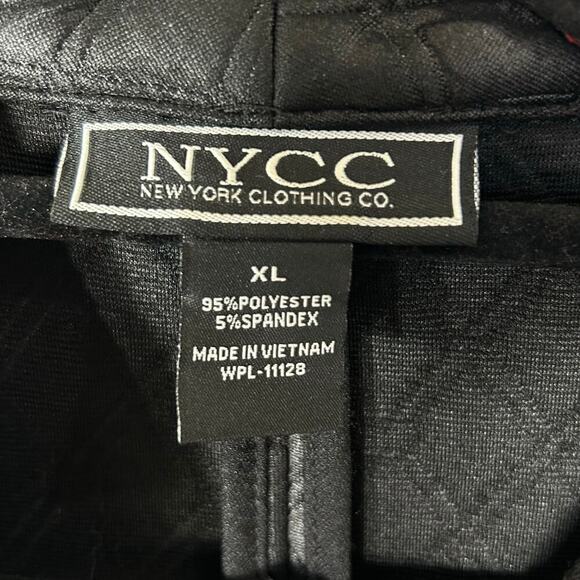 NYCC
NEW YORK CLOTHING CO.
XL
95%POLYESTER
5%SPANDEX
MADE IN VIETNAM
WPL-11128